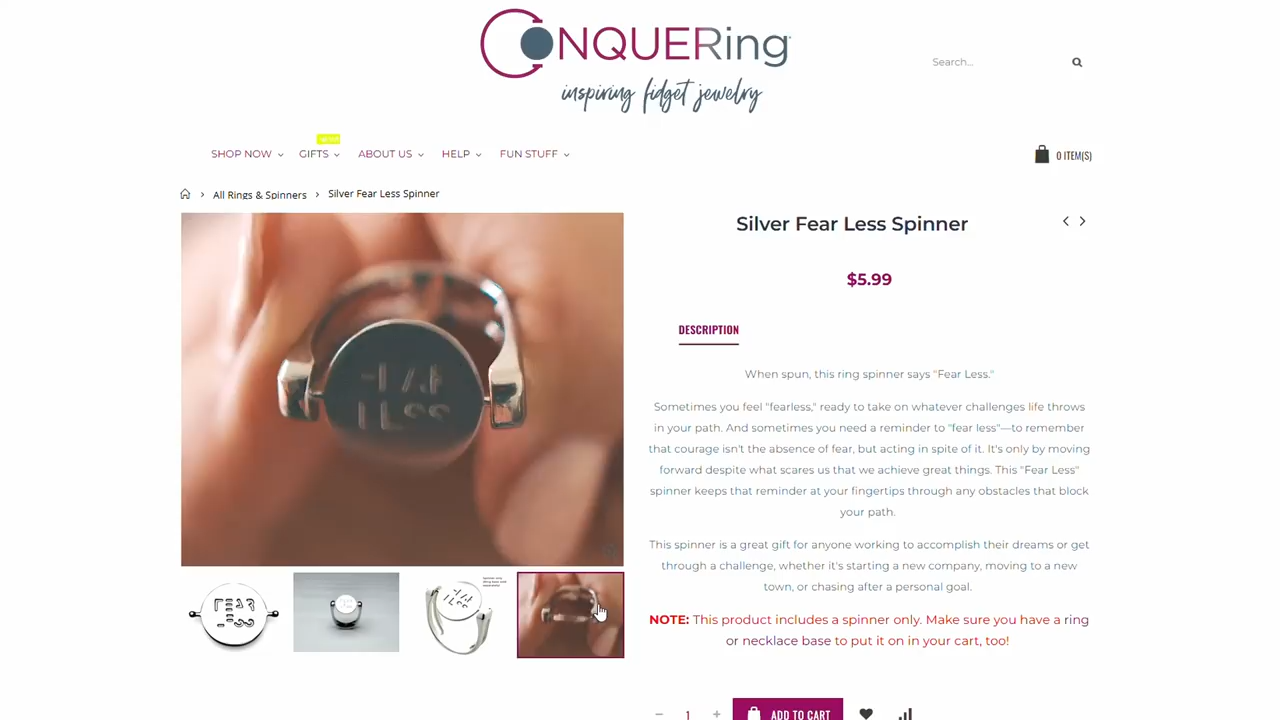 CONQUERing
inspiring fidget jewelry
Search...
SHOP NOW
GIFTS
ABOUT US
HELP
FUN STUFF
0 ITEM(S)
All Rings & Spinners
Silver Fear Less Spinner
Silver Fear Less Spinner
$5.99
DESCRIPTION
When spun, this ring spinner says "Fear Less."
Sometimes you feel "fearless," ready to take on whatever challenges life throws
in your path. And sometimes you need a reminder to "fear less"—to remember
that courage isn't the absence of fear, but acting in spite of it. It's only by moving
forward despite what scares us that we achieve great things. This "Fear Less"
spinner keeps that reminder at your fingertips through any obstacles that block
your path.
This spinner is a great gift for anyone working to accomplish their dreams or get
through a challenge, whether it's starting a new company, moving to a new
town, or chasing after a personal goal.
NOTE: This product includes a spinner only. Make sure you have a ring
or necklace base to put it on in your cart, too!
1
ADD TO CART